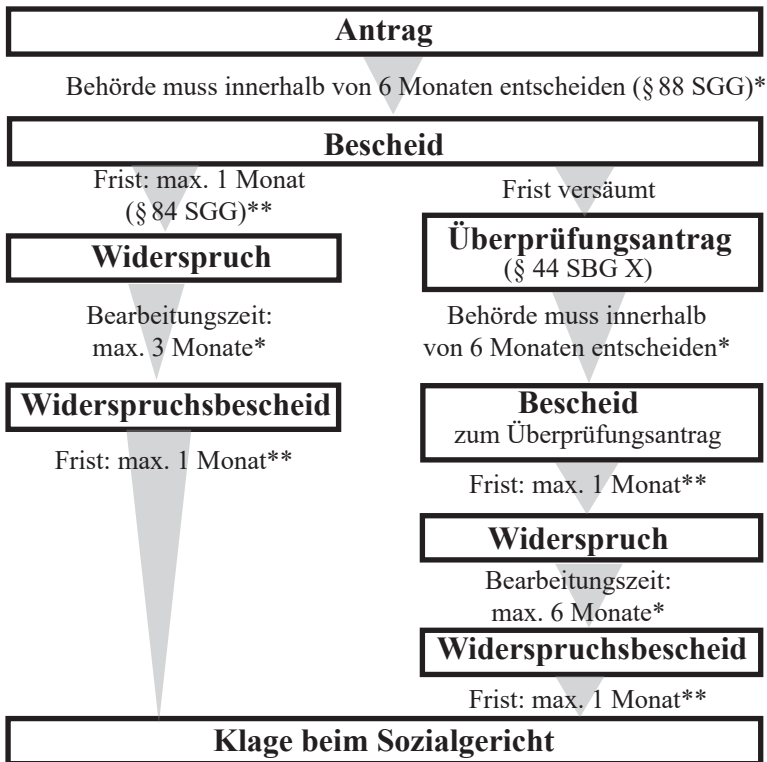 Antrag
Behörde muss innerhalb von 6 Monaten entscheiden (§ 88 SGG)*
Bescheid
Frist: max. 1 Monat
(§ 84 SGG)**
Widerspruch
Bearbeitungszeit:
max. 3 Monate*
Widerspruchsbescheid
Frist: max. 1 Monat**
Frist versäumt
Überprüfungsantrag
(§ 44 SBG X)
Behörde muss innerhalb
von 6 Monaten entscheiden*
Bescheid
zum Überprüfungsantrag
Frist: max. 1 Monat**
Widerspruch
Bearbeitungszeit:
max. 6 Monate*
Widerspruchsbescheid
Frist: max. 1 Monat**
Klage beim Sozialgericht